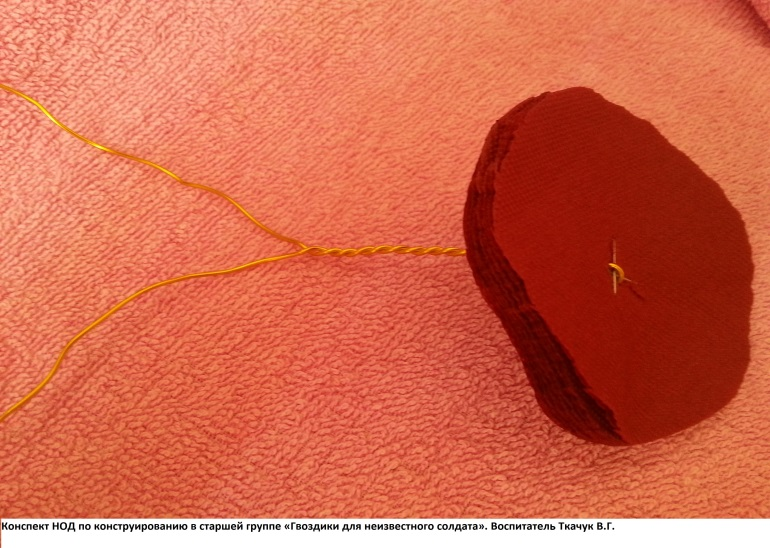 Конспект НОД по конструированию в старшей группе «Гвоздики для неизвестного солдата». Воспитатель Ткачук В.Г.